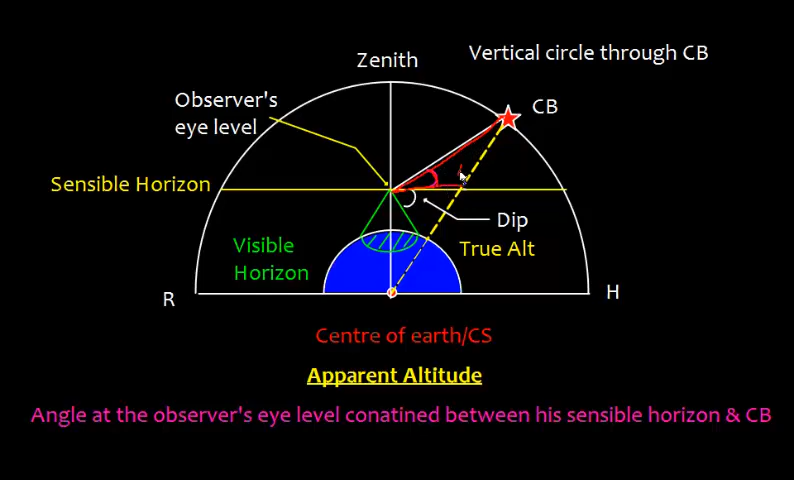 Zenith
Vertical circle through CB
Observer's
eye level
CB
Sensible Horizon
Dip
Visible
Horizon
True Alt
R
H
Centre of earth/CS
Apparent Altitude
Angle at the observer's eye level conatined between his sensible horizon & CB